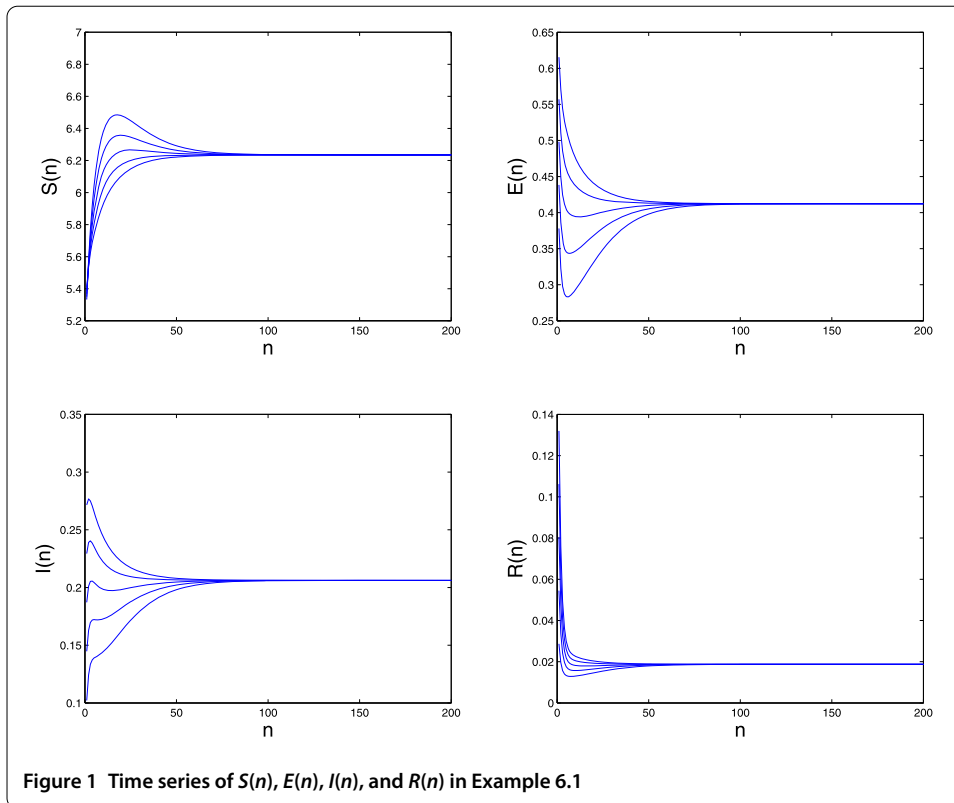 7
6.8
6.6
6.4
6.2
6
5.8
5.6
5.4
5.2
S(n)
0 50 100 150 200
n
0.65
0.6
0.55
0.5
0.45
0.4
0.35
0.3
0.25
E(n)
0 50 100 150 200
n
0.35
0.3
0.25
0.2
0.15
0.1
I(n)
0 50 100 150 200
n
0.14
0.12
0.1
0.08
0.06
0.04
0.02
0
R(n)
0 50 100 150 200
n
Figure 1 Time series of S(n), E(n), I(n), and R(n) in Example 6.1